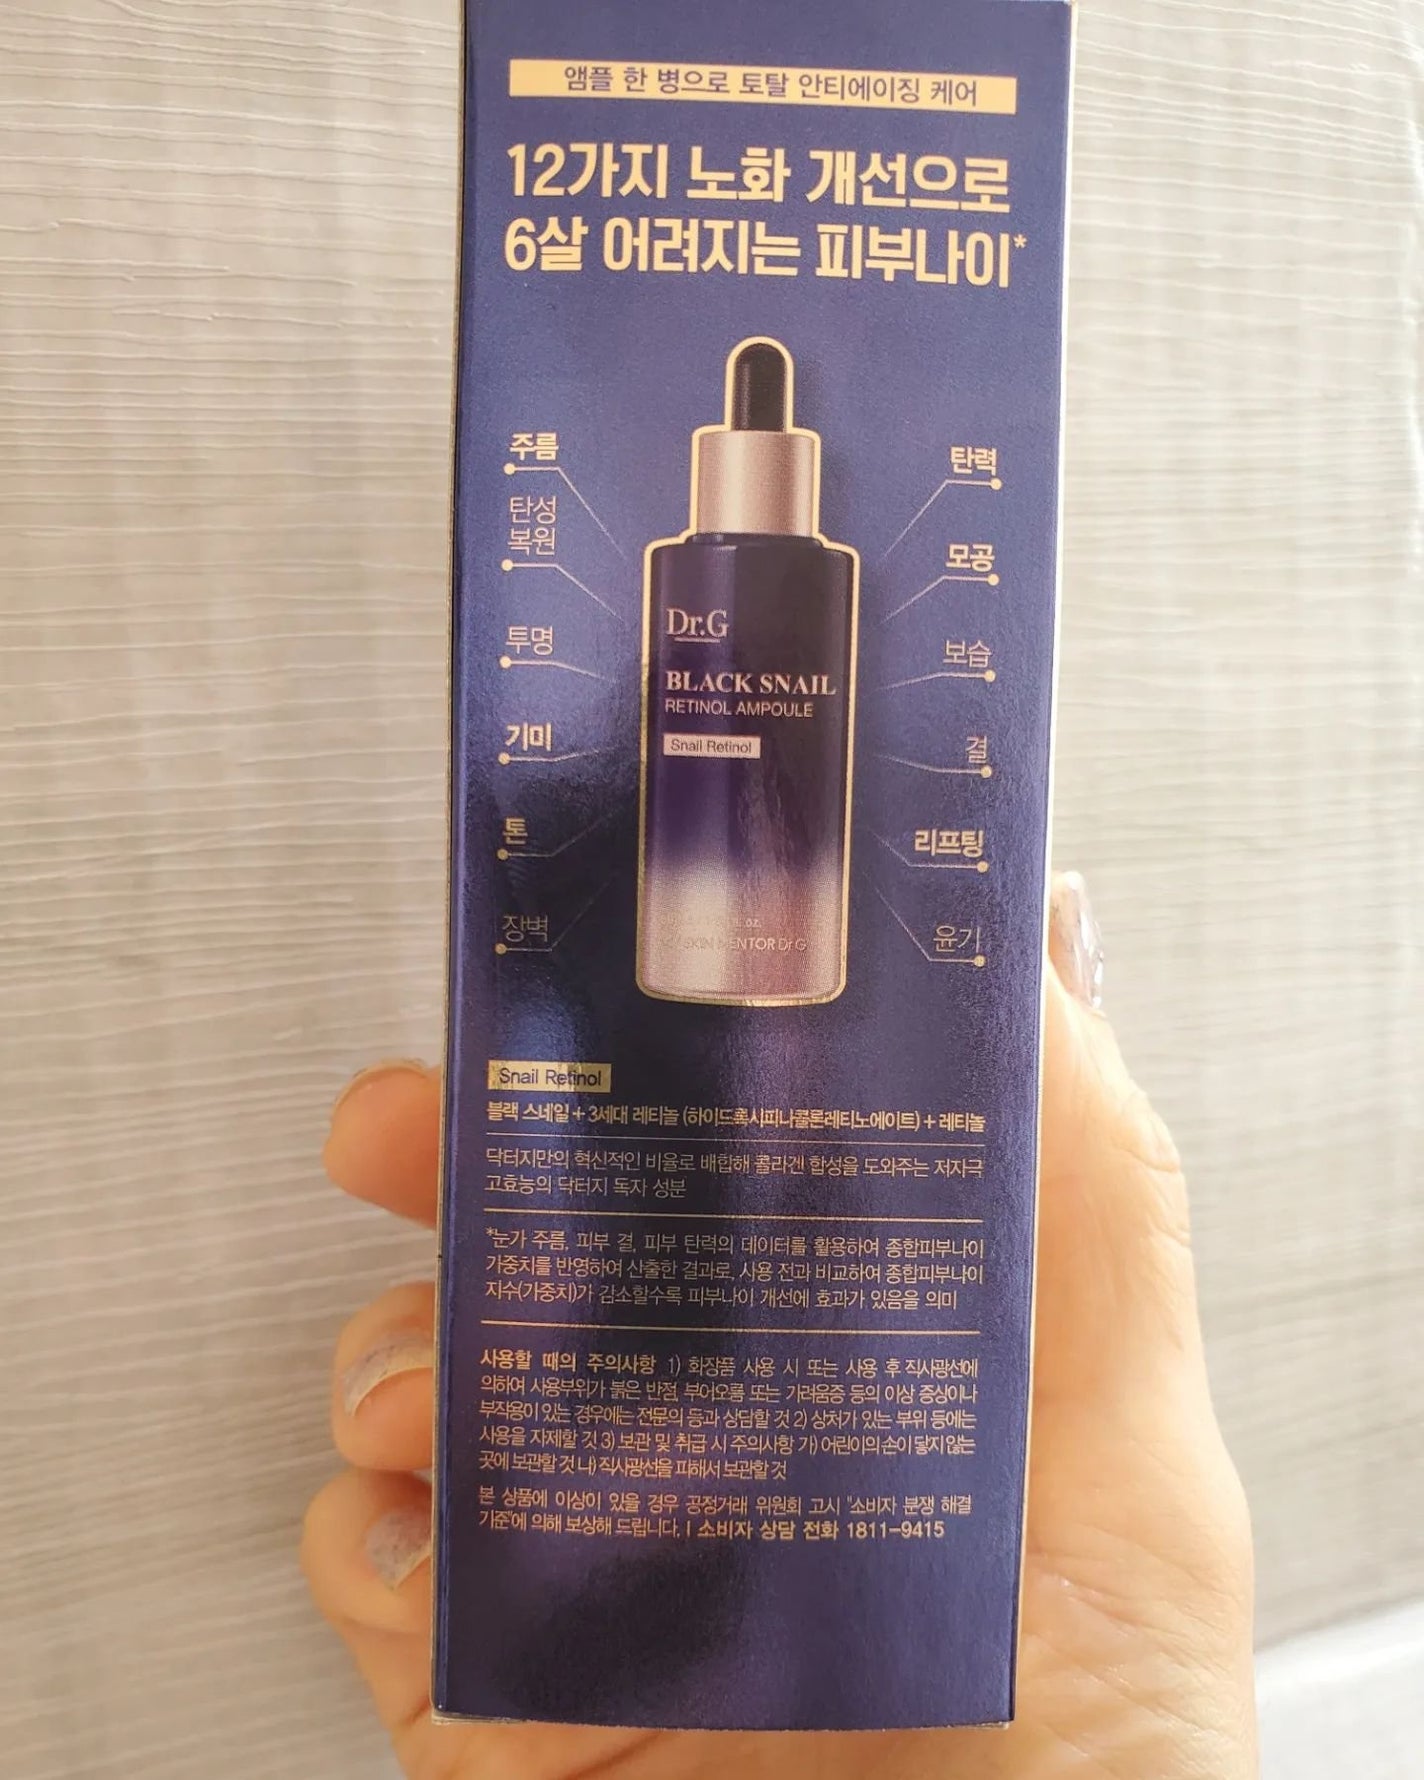 앰플 한 병으로 토탈 안티에이징 케어
12가지 노화 개선으로
6살 어려지는 피부나이*
주름
탄성
복원
투명
기미
톤
장벽
탄력
모공
보습
결
리프팅
윤기
Dr.G
BLACK SNAIL
RETINOL AMPOULE
Snail Retinol
oz.
SKIN MENTOR Dr.G
Snail Retinol
블랙 스네일 + 3세대 레티놀 (하이드록시피나콜론레티노에이트) + 레티놀
닥터지만의 혁신적인 비율로 배합해 콜라겐 합성을 도와주는 저자극
고효능의 닥터지 독자 성분
*눈가 주름, 피부 결, 피부 탄력의 데이터를 활용하여 종합피부나이
가중치를 반영하여 산출한 결과로, 사용 전과 비교하여 종합피부나이
지수(가중치)가 감소할수록 피부나이 개선에 효과가 있음을 의미
사용할 때의 주의사항 1) 화장품 사용 시 또는 사용 후 직사광선에
의하여 사용부위가 붉은 반점, 부어오름 또는 가려움증 등의 이상 증상이나
부작용이 있는 경우에는 전문의 등과 상담할 것 2) 상처가 있는 부위 등에는
사용을 자제할 것 3) 보관 및 취급 시 주의사항 가) 어린이의 손이 닿지 않는
곳에 보관할 것 나) 직사광선을 피해서 보관할 것
본 상품에 이상이 있을 경우 공정거래 위원회 고시 "소비자 분쟁 해결
기준"에 의해 보상해 드립니다. | 소비자 상담 전화 1811-9415